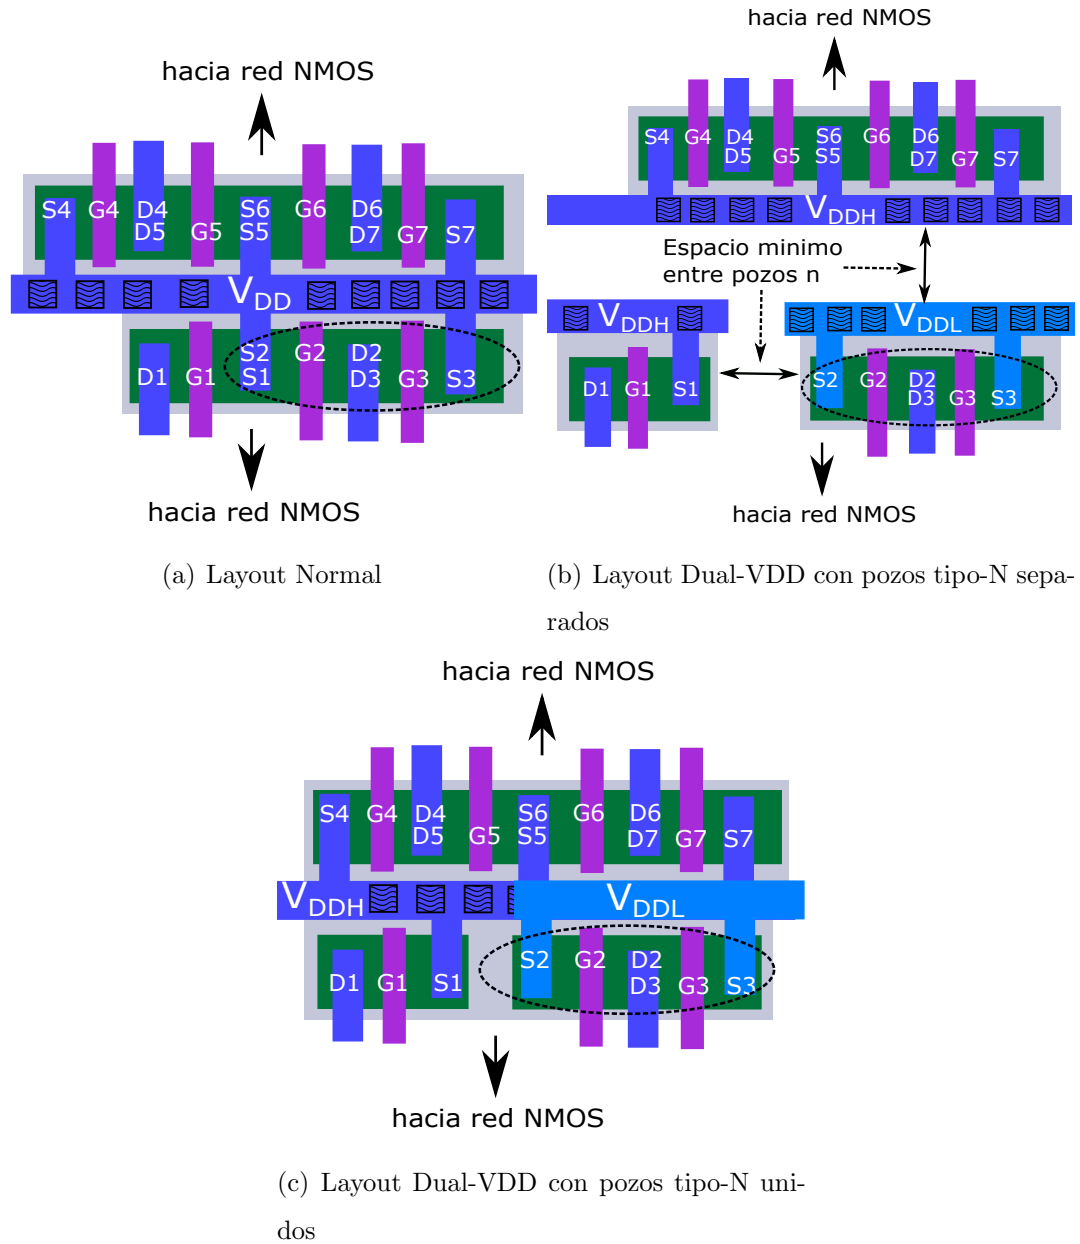 hacia red NMOS
S4 G4 D4 D5 G5 S6 S5 G6 D6 D7 G7 S7
VDD
D1 G1 S2 S1 G2 D2 D3 G3 S3
hacia red NMOS
(a) Layout Normal
hacia red NMOS
S4 G4 D4 D5 G5 S6 S5 G6 D6 D7 G7 S7
VDDH
Espacio minimo
entre pozos n
VDDH VDDL
D1 G1 S1 S2 G2 D2 D3 G3 S3
hacia red NMOS
(b) Layout Dual-VDD con pozos tipo-N sepa-
rados
hacia red NMOS
S4 G4 D4 D5 G5 S6 S5 G6 D6 D7 G7 S7
VDDH VDDL
D1 G1 S1 S2 G2 D2 D3 G3 S3
hacia red NMOS
(c) Layout Dual-VDD con pozos tipo-N uni-
dos